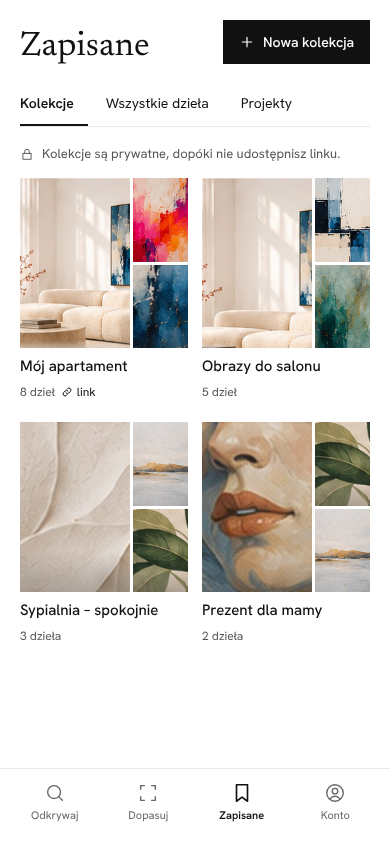 Zapisane
Nowa kolekcja
Kolekcje Wszystkie dzieła Projekty
Kolekcje są prywatne, dopóki nie udostępnisz linku.
Mój apartament
8 dzieł link
Obrazy do salonu
5 dzieł
Sypialnia – spokojnie
3 dzieła
Prezent dla mamy
2 dzieła
Odkrywaj Dopasuj Zapisane Konto